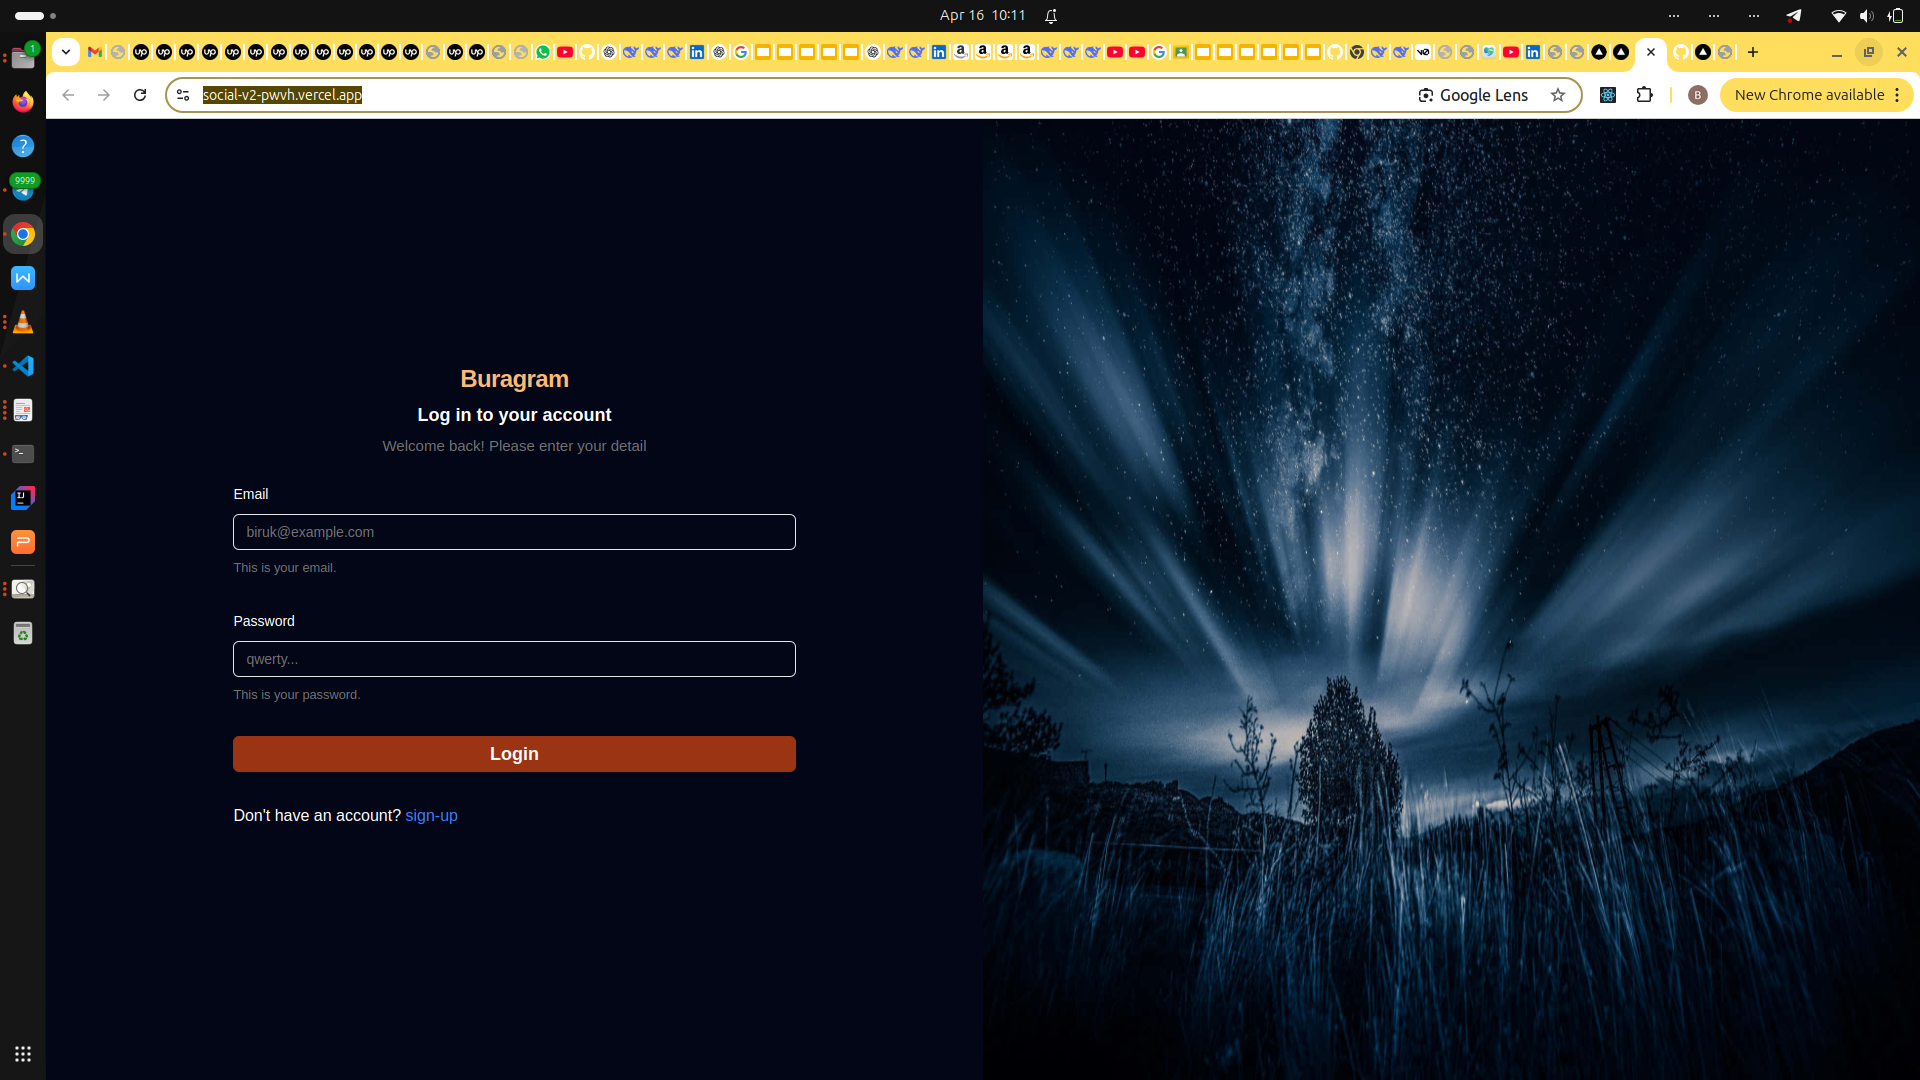 Apr 16 10:11
1
social-v2-pwvh.vercel.app
Google Lens
B
New Chrome available
9999
Buragram
Log in to your account
Welcome back! Please enter your detail
Email
biruk@example.com
This is your email.
Password
qwerty...
This is your password.
Login
Don't have an account? sign-up